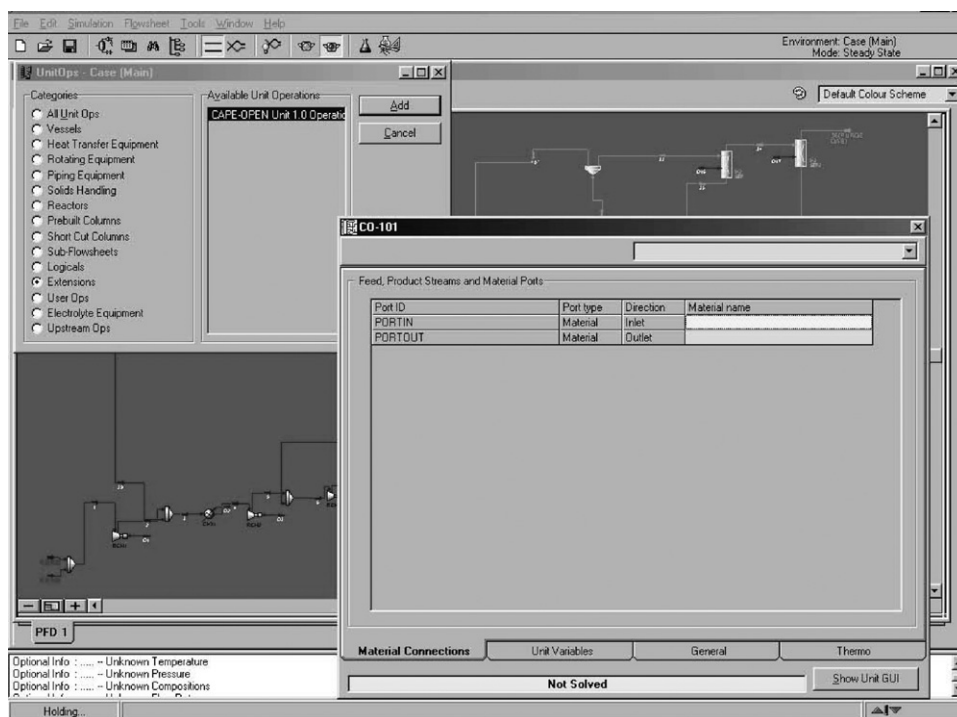 File Edit Simulation Flowsheet Tools Window Help
Environment: Case (Main)
Mode: Steady State
UnitOps - Case (Main)
Default Colour Scheme
Categories
All Unit Ops
Vessels
Heat Transfer Equipment
Rotating Equipment
Piping Equipment
Solids Handling
Reactors
Prebuilt Columns
Short Cut Columns
Sub-Flowsheets
Logicals
Extensions
User Ops
Electrolyte Equipment
Upstream Ops
Available Unit Operations
CAPE-OPEN Unit 1.0 Operatio
Add
Cancel
CO-101
Feed, Product Streams and Material Ports
Port ID Port type Direction Material name
PORTIN Material Inlet
PORTOUT Material Outlet
Material Connections Unit Variables General Thermo
Not Solved
Show Unit GUI
PFD 1
Optional Info : ..... -- Unknown Temperature
Optional Info : ..... -- Unknown Pressure
Optional Info : ..... -- Unknown Compositions
Holding...